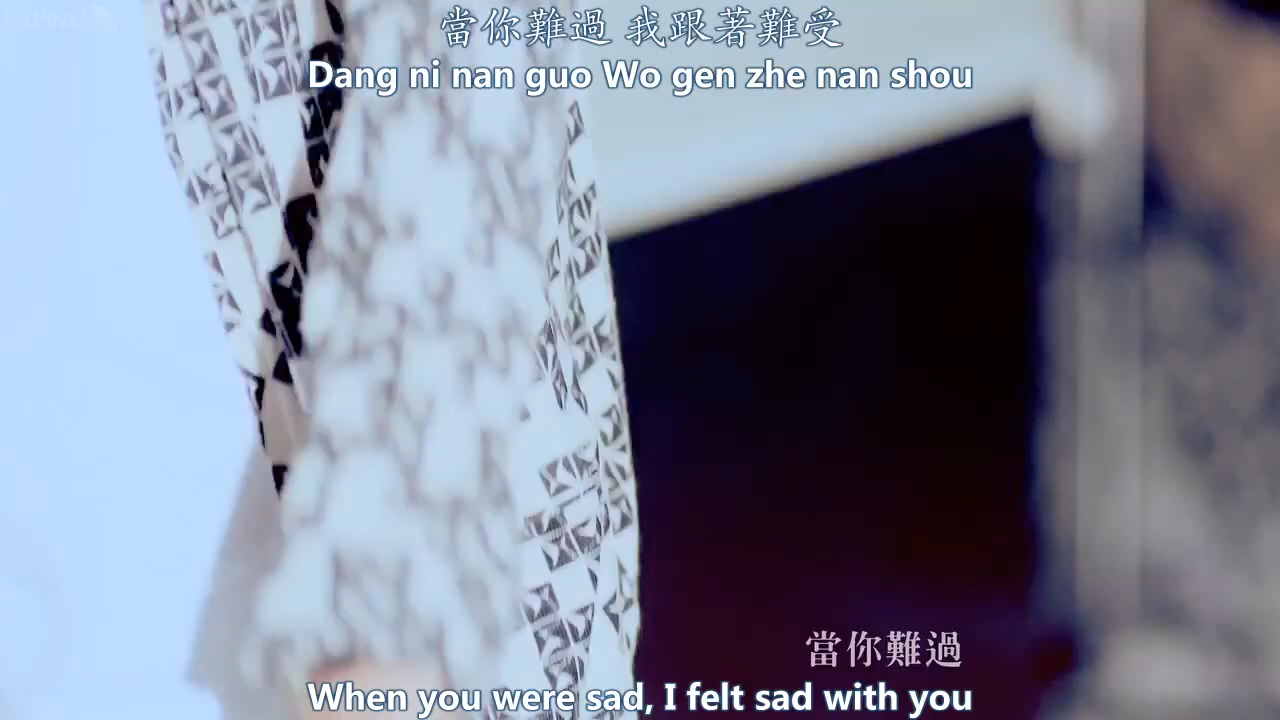 當你難過 我跟著難受
Dang ni nan guo Wo gen zhe nan shou
當你難過
When you were sad, I felt sad with you